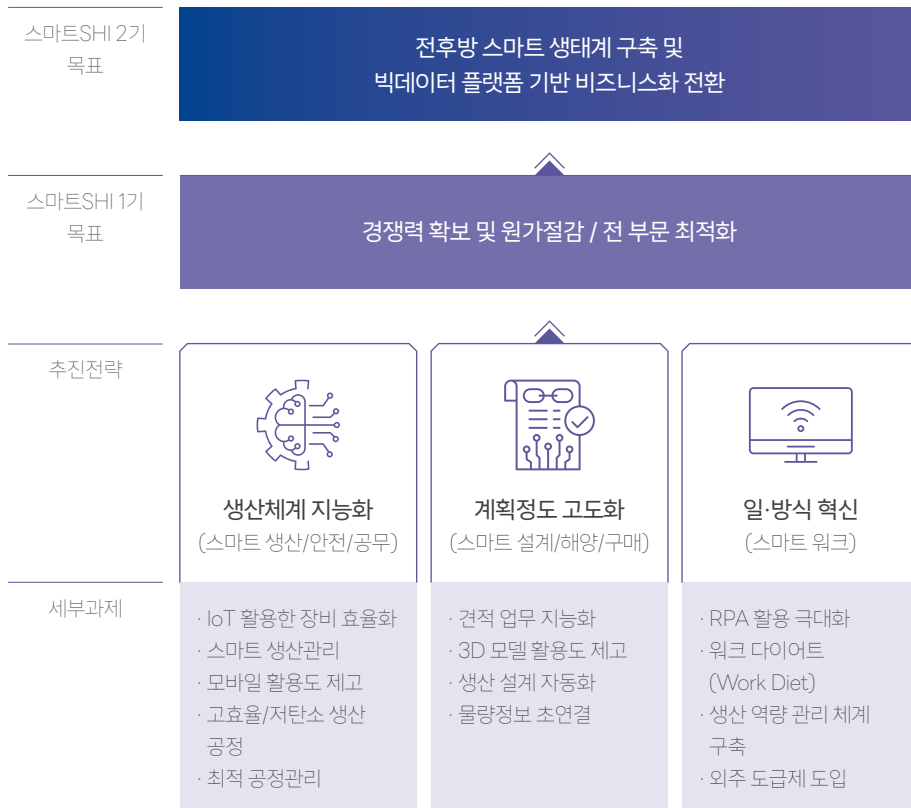 스마트SHI 2기
목표
전후방 스마트 생태계 구축 및
빅데이터 플랫폼 기반 비즈니스화 전환
스마트SHI 1기
목표
경쟁력 확보 및 원가절감 / 전 부문 최적화
추진전략
생산체계 지능화
(스마트 생산/안전/공무)
계획정도 고도화
(스마트 설계/해양/구매)
일·방식 혁신
(스마트 워크)
세부과제
· IoT 활용한 장비 효율화
· 스마트 생산관리
· 모바일 활용도 제고
· 고효율/저탄소 생산
공정
· 최적 공정관리
· 견적 업무 지능화
· 3D 모델 활용도 제고
· 생산 설계 자동화
· 물량정보 초연결
· RPA 활용 극대화
· 워크 다이어트
(Work Diet)
· 생산 역량 관리 체계
구축
· 외주 도급제 도입